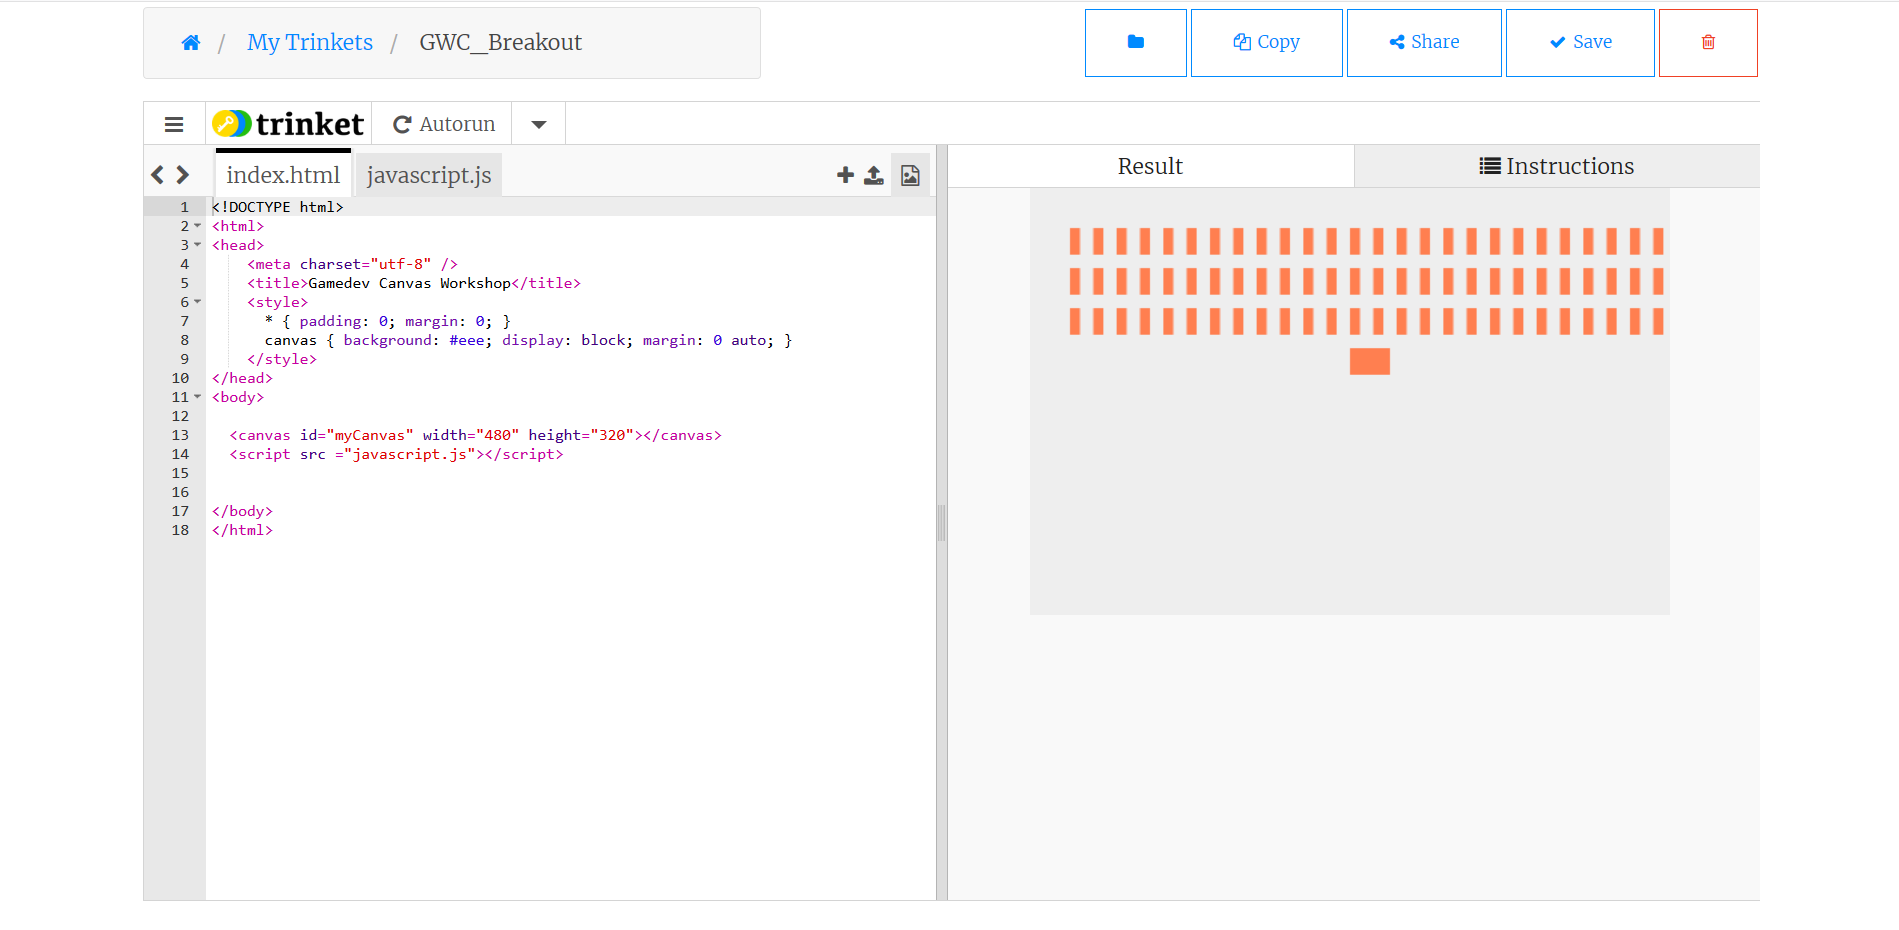 / My Trinkets / GWC_Breakout
Copy Share Save
trinket Autorun
index.html javascript.js
Result Instructions
1 <!DOCTYPE html>
2 <html>
3 <head>
4 <meta charset="utf-8" />
5 <title>Gamedev Canvas Workshop</title>
6 <style>
7 * { padding: 0; margin: 0; }
8 canvas { background: #eee; display: block; margin: 0 auto; }
9 </style>
10 </head>
11 <body>
12
13 <canvas id="myCanvas" width="480" height="320"></canvas>
14 <script src ="javascript.js"></script>
15
16
17 </body>
18 </html>